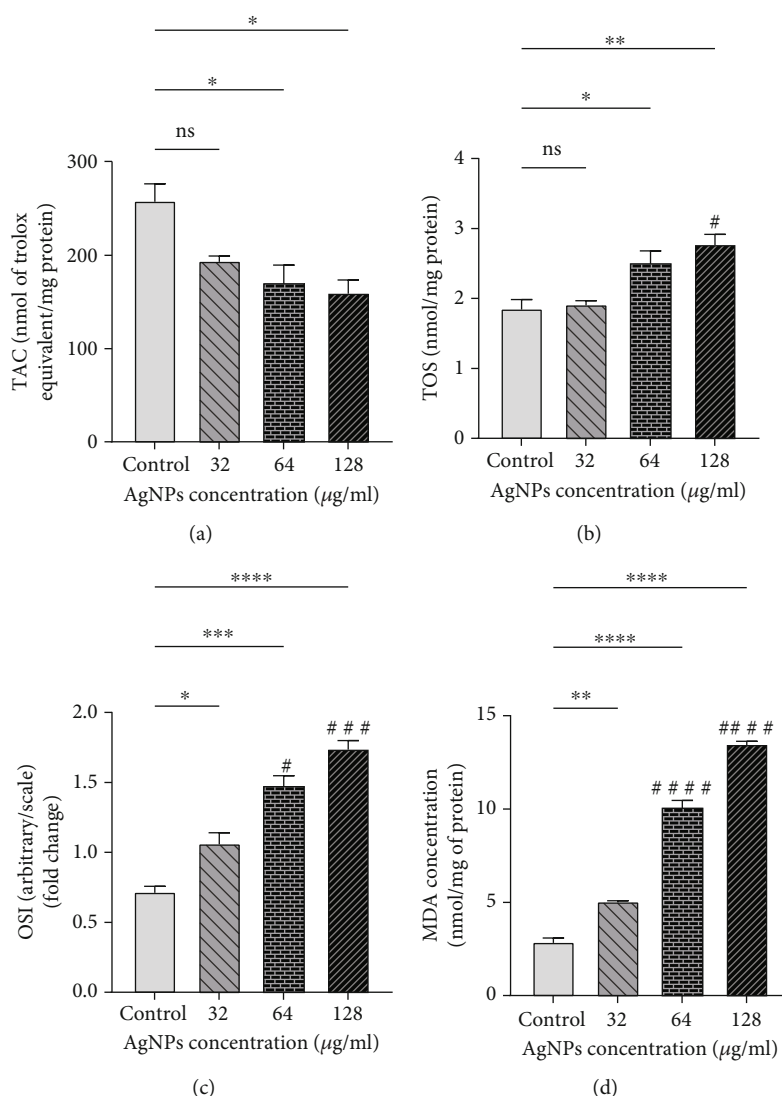 *
*
ns
300
200
100
0
TAC (nmol of trolox
equivalent/mg protein)
Control 32 64 128
AgNPs concentration (μg/ml)
(a)
**
*
ns
4
#
3
2
1
0
TOS (nmol/mg protein)
Control 32 64 128
AgNPs concentration (μg/ml)
(b)
****
***
*
2.0
# # #
#
1.5
1.0
0.5
0.0
OSI (arbitrary/scale)
(fold change)
Control 32 64 128
AgNPs concentration (μg/ml)
(c)
****
****
**
15
## # #
# # # #
10
5
0
MDA concentration
(nmol/mg of protein)
Control 32 64 128
AgNPs concentration (μg/ml)
(d)